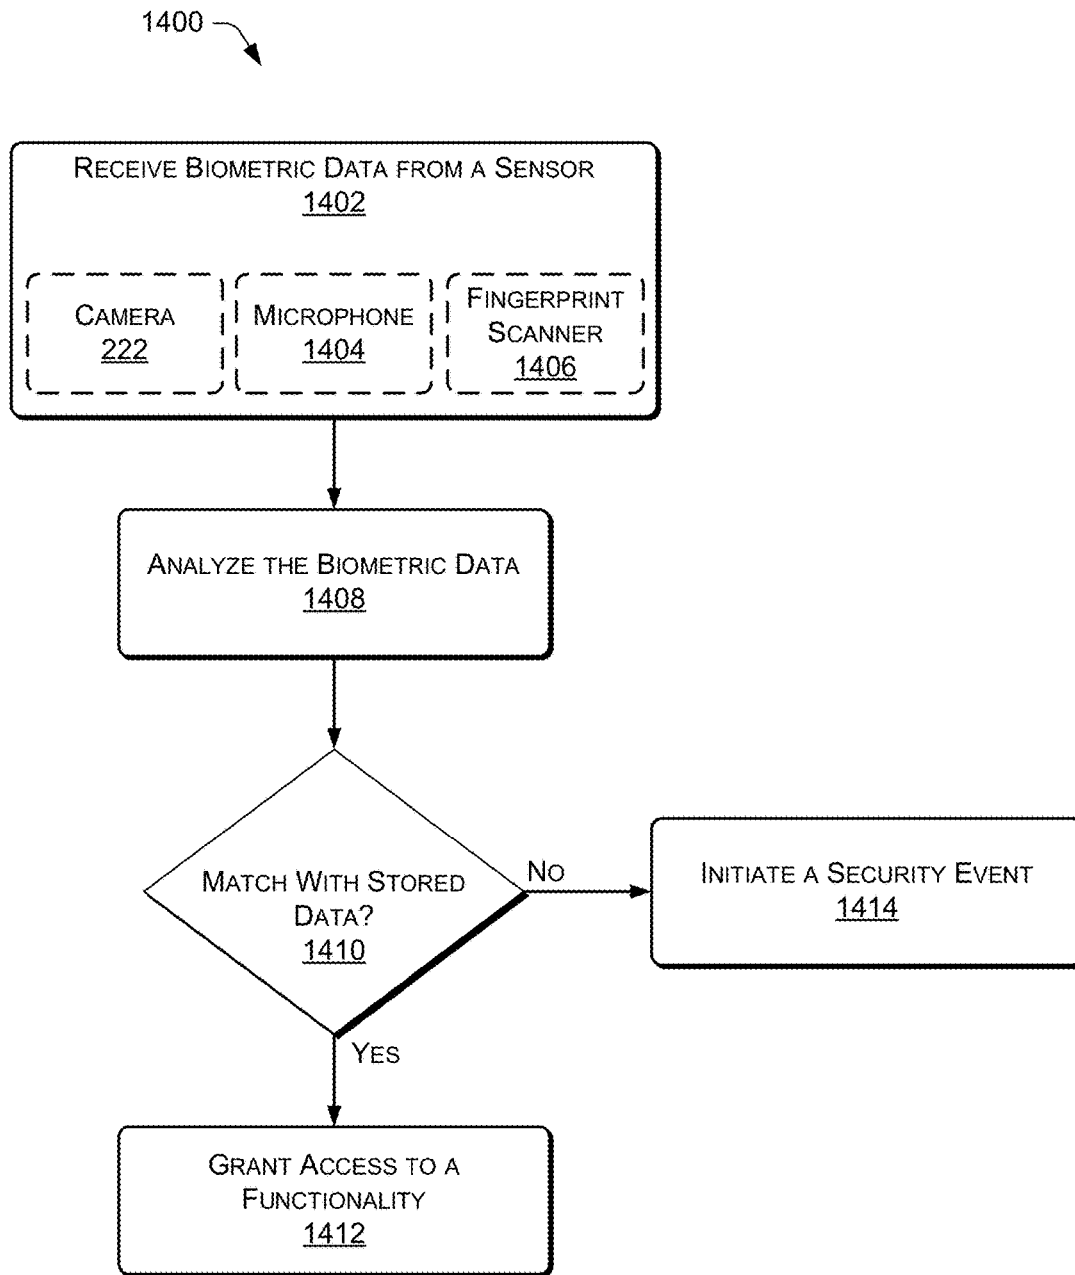 1400
RECEIVE BIOMETRIC DATA FROM A SENSOR
1402
CAMERA
222
MICROPHONE
1404
FINGERPRINT
SCANNER
1406
ANALYZE THE BIOMETRIC DATA
1408
MATCH WITH STORED
DATA?
1410
NO
INITIATE A SECURITY EVENT
1414
YES
GRANT ACCESS TO A
FUNCTIONALITY
1412